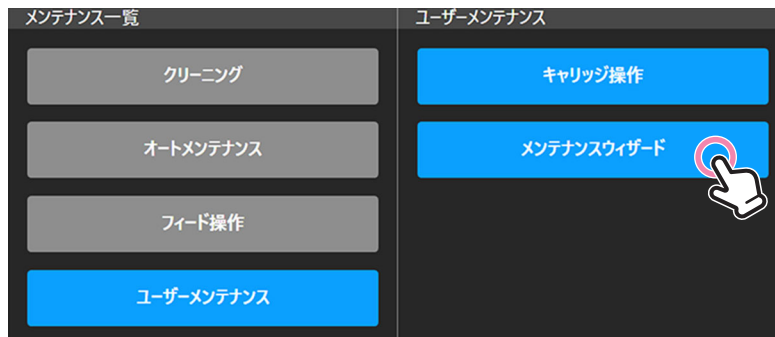 メンテナンス一覧
クリーニング
オートメンテナンス
フィード操作
ユーザーメンテナンス
ユーザーメンテナンス
キャリッジ操作
メンテナンスウィザード